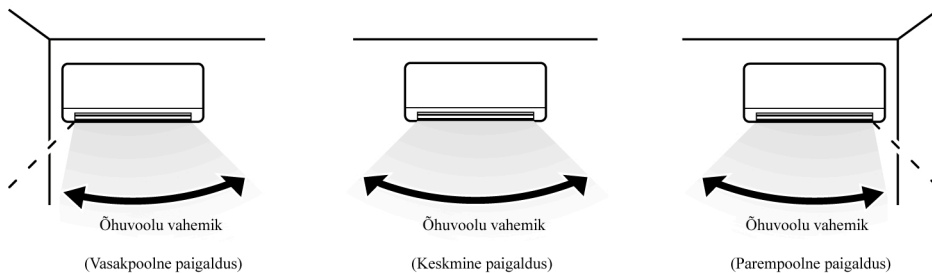 Õhuvoolu vahemik
(Vasakpoolne paigaldus)
Õhuvoolu vahemik
(Keskmine paigaldus)
Õhuvoolu vahemik
(Parempoolne paigaldus)